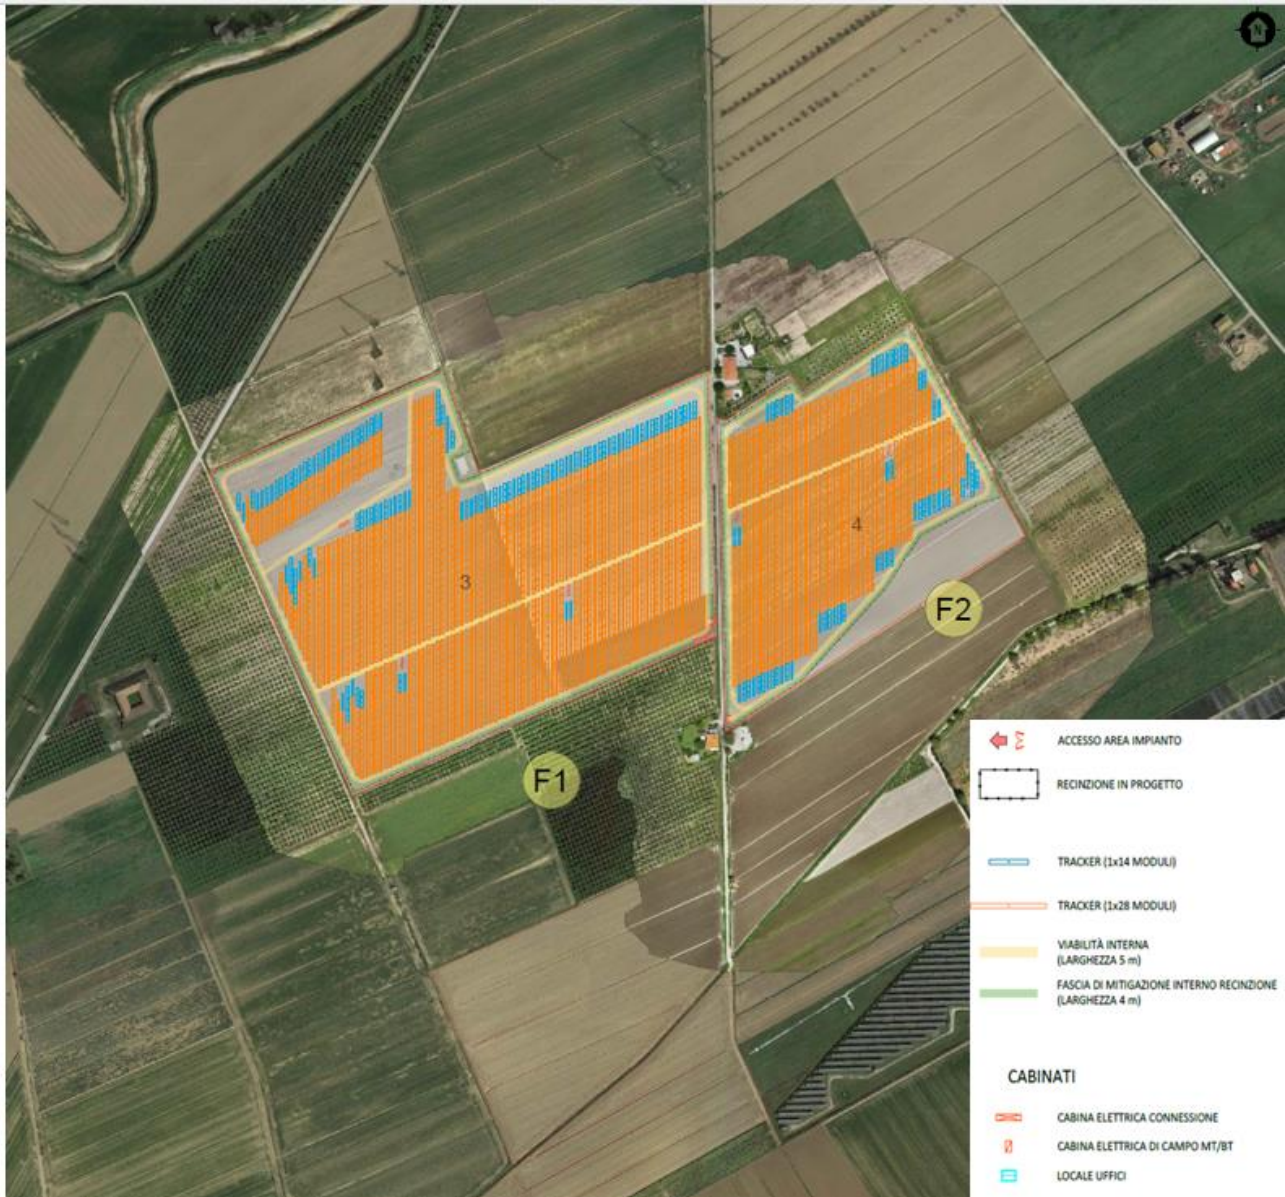 N
3
4
F2
F1
ACCESSO AREA IMPIANTO
RECINZIONE IN PROGETTO
TRACKER (1x14 MODULI)
TRACKER (1x28 MODULI)
VIABILITÀ INTERNA
(LARGHEZZA 5 m)
FASCIA DI MITIGAZIONE INTERNO RECINZIONE
(LARGHEZZA 4 m)
CABINATI
CABINA ELETTRICA CONNESSIONE
CABINA ELETTRICA DI CAMPO MT/BT
LOCALE UFFICI